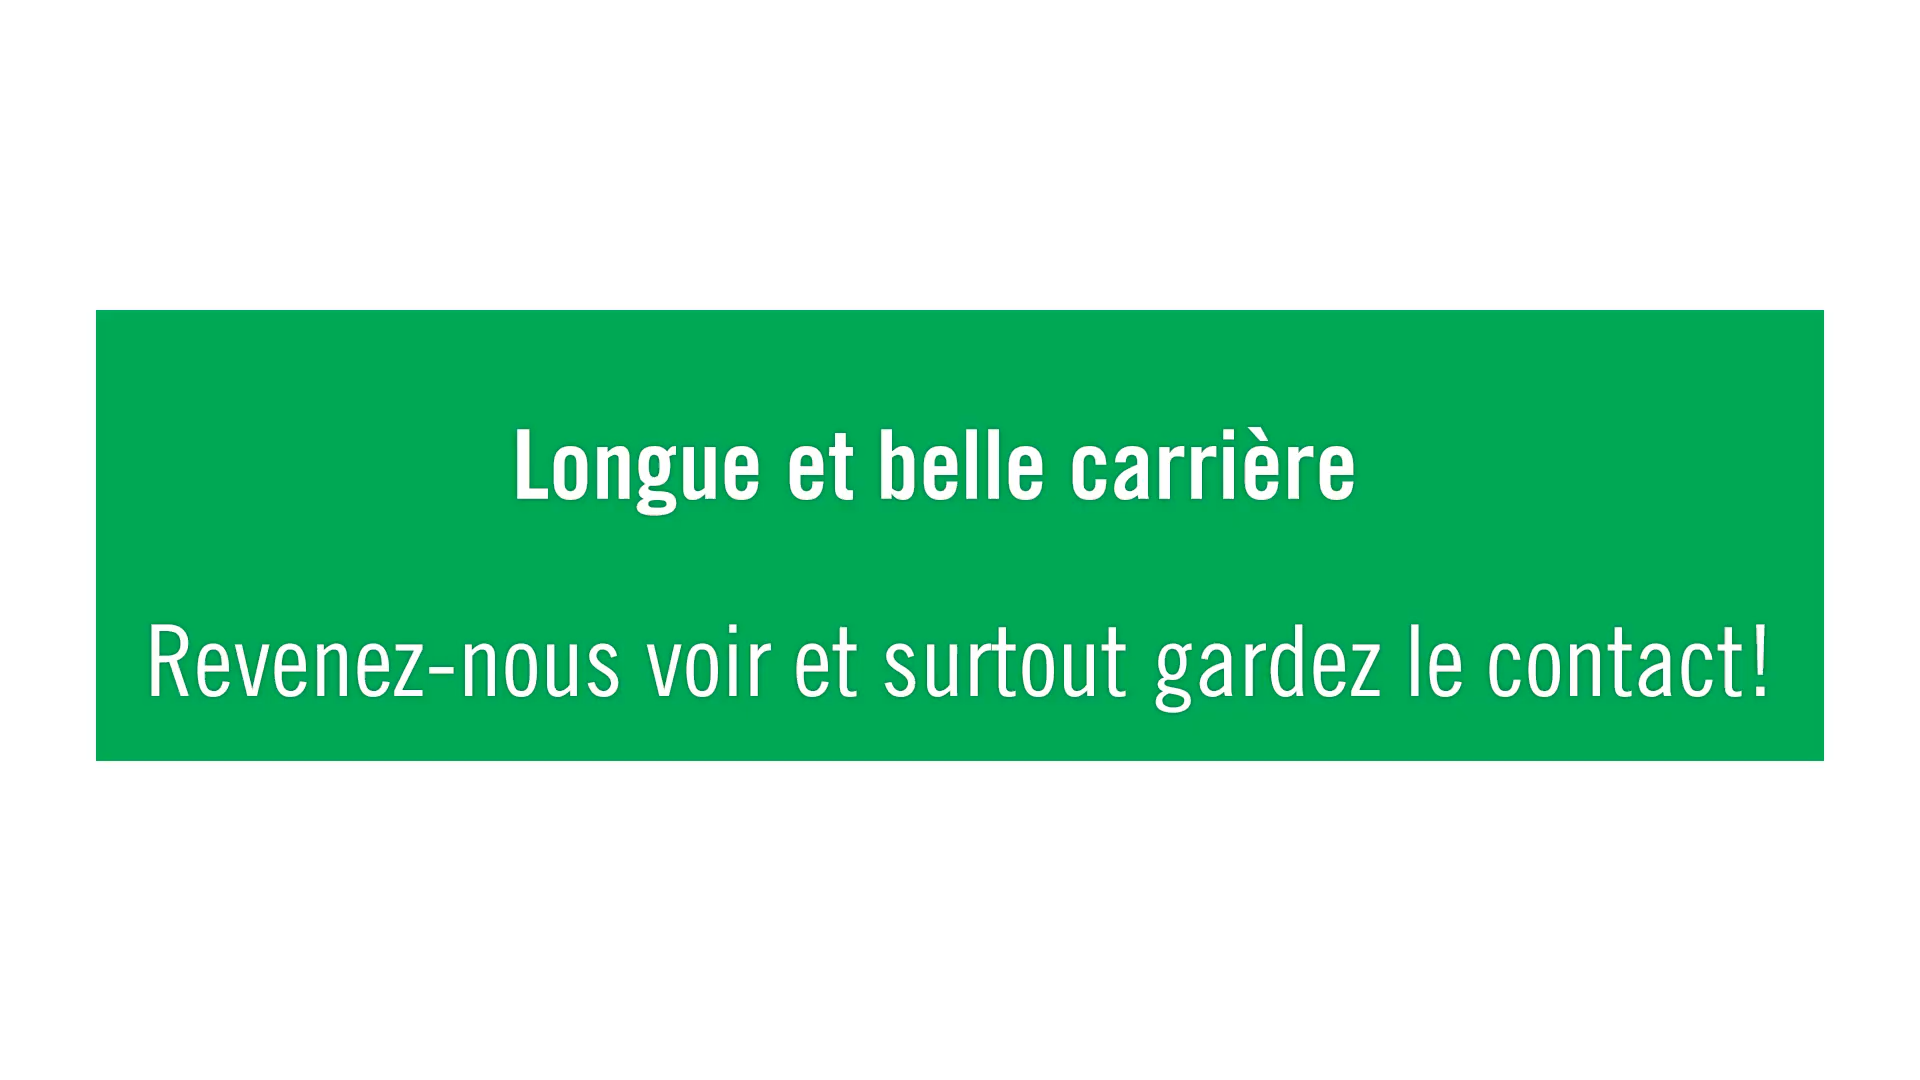 Longue et belle carrière
Revenez-nous voir et surtout gardez le contact!